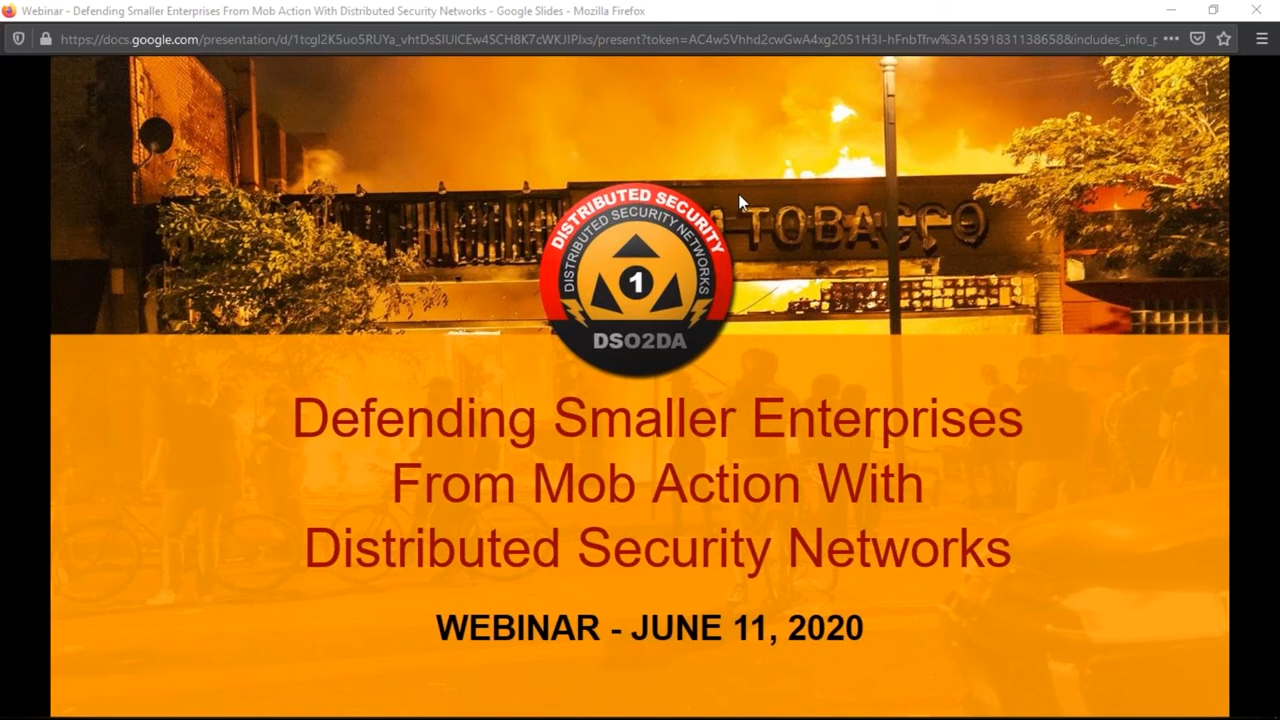 Webinar - Defending Smaller Enterprises From Mob Action With Distributed Security Networks - Google Slides - Mozilla Firefox
https://docs.google.com/presentation/d/1tcgI2K5uo5RUYa_vhtDsSIUICEw4SCH8K7cWKJIPJxs/present?token=AC4w5Vhhd2cwGwA4xg2051H3I-hFnbTfrw%3A1591831138658&includes_info_p
TOBACCO
DISTRIBUTED SECURITY
DISTRIBUTED SECURITY NETWORKS
1
DSO2DA
Defending Smaller Enterprises
From Mob Action With
Distributed Security Networks
WEBINAR - JUNE 11, 2020